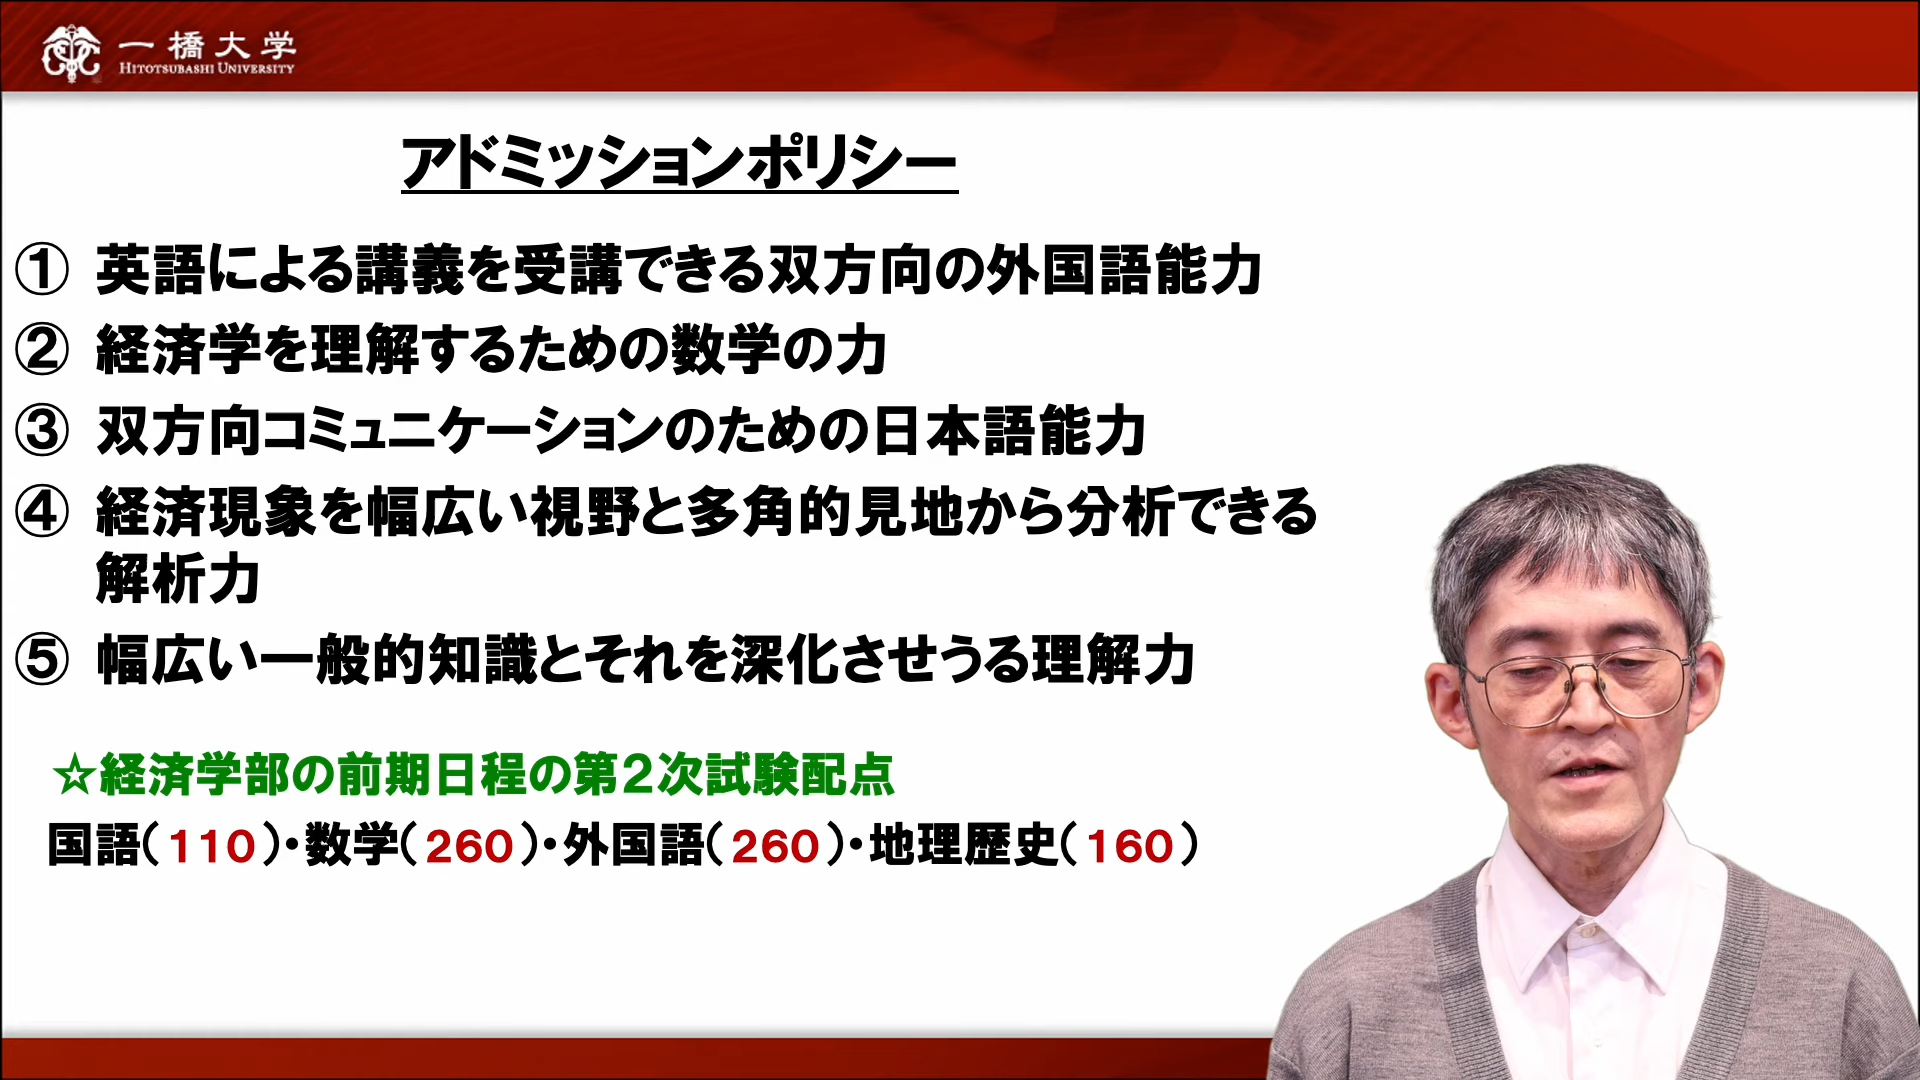 一橋大学
HITOTSUBASHI UNIVERSITY
アドミッションポリシー
① 英語による講義を受講できる双方向の外国語能力
② 経済学を理解するための数学の力
③ 双方向コミュニケーションのための日本語能力
④ 経済現象を幅広い視野と多角的見地から分析できる
解析力
⑤ 幅広い一般的知識とそれを深化させうる理解力
☆経済学部の前期日程の第２次試験配点
国語（110）・数学（260）・外国語（260）・地理歴史（160）